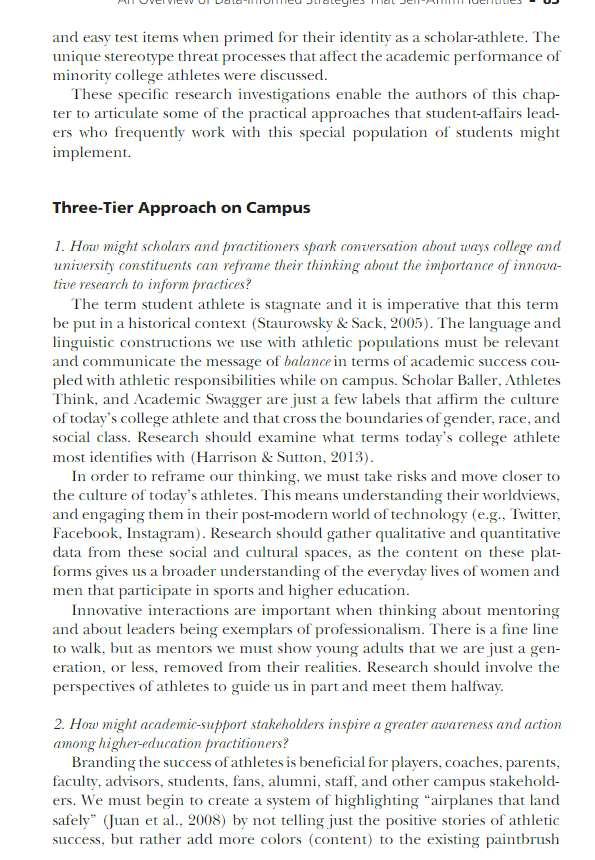 An Overview of Data-Informed Strategies That Self-Affirm Identities • 83
and easy test items when primed for their identity as a scholar-athlete. The
unique stereotype threat processes that affect the academic performance of
minority college athletes were discussed.
These specific research investigations enable the authors of this chap-
ter to articulate some of the practical approaches that student-affairs lead-
ers who frequently work with this special population of students might
implement.
Three-Tier Approach on Campus
1. How might scholars and practitioners spark conversation about ways college and
university constituents can reframe their thinking about the importance of innova-
tive research to inform practices?
The term student athlete is stagnate and it is imperative that this term
be put in a historical context (Staurowsky & Sack, 2005). The language and
linguistic constructions we use with athletic populations must be relevant
and communicate the message of balance in terms of academic success cou-
pled with athletic responsibilities while on campus. Scholar Baller, Athletes
Think, and Academic Swagger are just a few labels that affirm the culture
of today's college athlete and that cross the boundaries of gender, race, and
social class. Research should examine what terms today's college athlete
most identifies with (Harrison & Sutton, 2013).
In order to reframe our thinking, we must take risks and move closer to
the culture of today's athletes. This means understanding their worldviews,
and engaging them in their post-modern world of technology (e.g., Twitter,
Facebook, Instagram). Research should gather qualitative and quantitative
data from these social and cultural spaces, as the content on these plat-
forms gives us a broader understanding of the everyday lives of women and
men that participate in sports and higher education.
Innovative interactions are important when thinking about mentoring
and about leaders being exemplars of professionalism. There is a fine line
to walk, but as mentors we must show young adults that we are just a gen-
eration, or less, removed from their realities. Research should involve the
perspectives of athletes to guide us in part and meet them halfway.
2. How might academic-support stakeholders inspire a greater awareness and action
among higher-education practitioners?
Branding the success of athletes is beneficial for players, coaches, parents,
faculty, advisors, students, fans, alumni, staff, and other campus stakehold-
ers. We must begin to create a system of highlighting “airplanes that land
safely” (Juan et al., 2008) by not telling just the positive stories of athletic
success, but rather add more colors (content) to the existing paintbrush